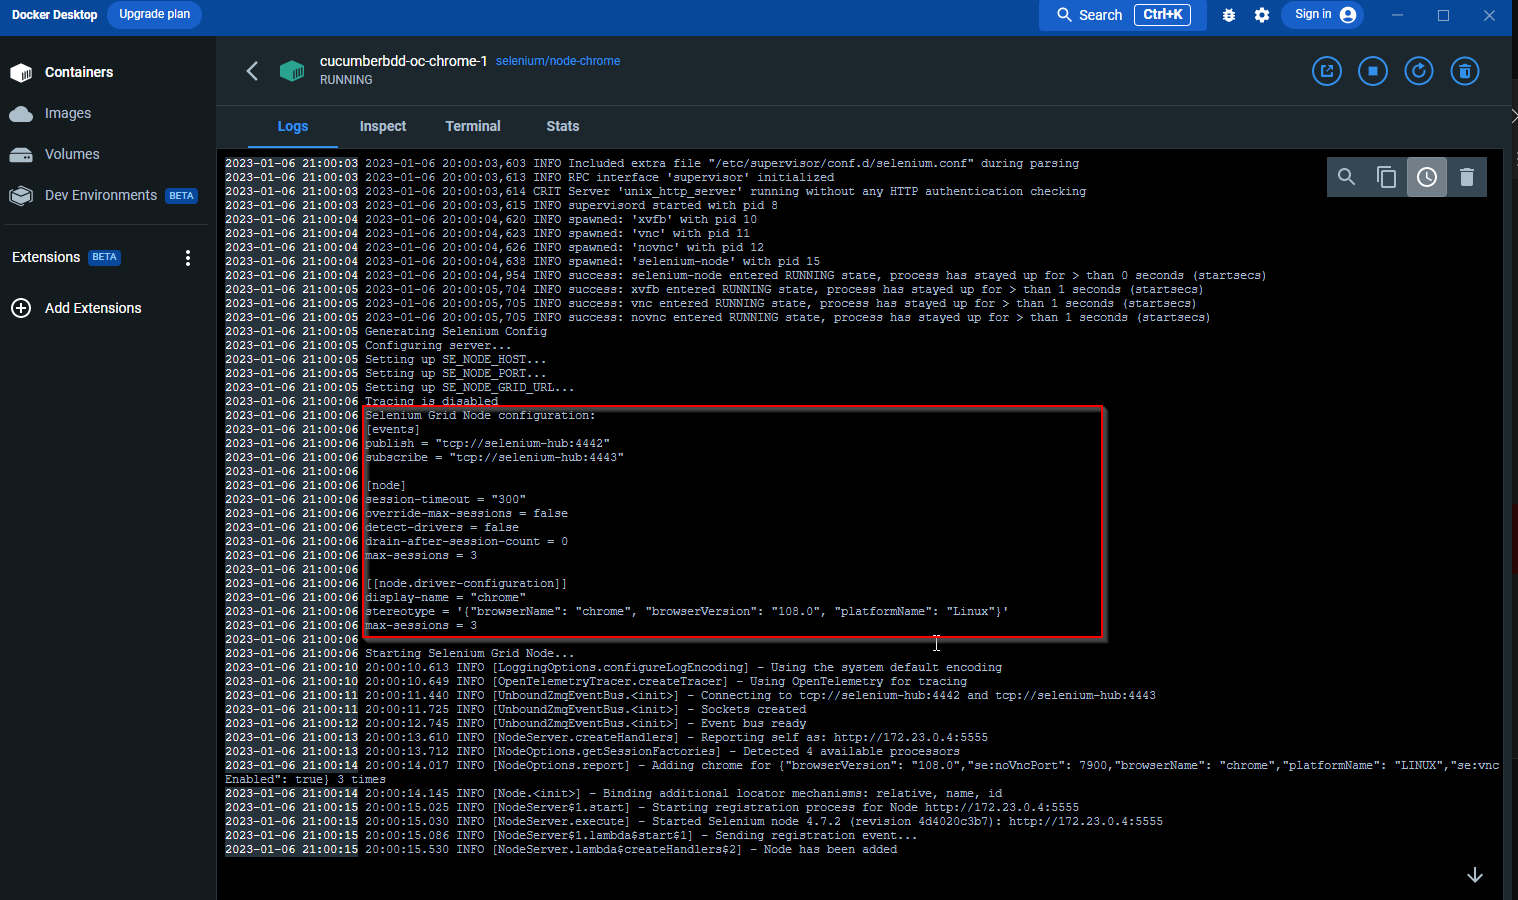 Docker Desktop
Upgrade plan
Search
Ctrl+K
Sign in
Containers
Images
Volumes
Dev Environments BETA
Extensions BETA
Add Extensions
cucumberbdd-oc-chrome-1 selenium/node-chrome
RUNNING
Logs Inspect Terminal Stats
2023-01-06 21:00:03 2023-01-06 20:00:03,603 INFO Included extra file "/etc/supervisor/conf.d/selenium.conf" during parsing
2023-01-06 21:00:03 2023-01-06 20:00:03,613 INFO RPC interface 'supervisor' initialized
2023-01-06 21:00:03 2023-01-06 20:00:03,614 CRIT Server 'unix_http_server' running without any HTTP authentication checking
2023-01-06 21:00:03 2023-01-06 20:00:03,615 INFO supervisord started with pid 8
2023-01-06 21:00:04 2023-01-06 20:00:04,620 INFO spawned: 'xvfb' with pid 10
2023-01-06 21:00:04 2023-01-06 20:00:04,623 INFO spawned: 'vnc' with pid 11
2023-01-06 21:00:04 2023-01-06 20:00:04,626 INFO spawned: 'novnc' with pid 12
2023-01-06 21:00:04 2023-01-06 20:00:04,638 INFO spawned: 'selenium-node' with pid 15
2023-01-06 21:00:04 2023-01-06 20:00:04,954 INFO success: selenium-node entered RUNNING state, process has stayed up for > than 0 seconds (startsecs)
2023-01-06 21:00:05 2023-01-06 20:00:05,704 INFO success: xvfb entered RUNNING state, process has stayed up for > than 1 seconds (startsecs)
2023-01-06 21:00:05 2023-01-06 20:00:05,705 INFO success: vnc entered RUNNING state, process has stayed up for > than 1 seconds (startsecs)
2023-01-06 21:00:05 2023-01-06 20:00:05,705 INFO success: novnc entered RUNNING state, process has stayed up for > than 1 seconds (startsecs)
2023-01-06 21:00:05 Generating Selenium Config
2023-01-06 21:00:05 Configuring server...
2023-01-06 21:00:05 Setting up SE_NODE_HOST...
2023-01-06 21:00:05 Setting up SE_NODE_PORT...
2023-01-06 21:00:05 Setting up SE_NODE_GRID_URL...
2023-01-06 21:00:06 Tracing is disabled
2023-01-06 21:00:06 Selenium Grid Node configuration:
2023-01-06 21:00:06 [events]
2023-01-06 21:00:06 publish = "tcp://selenium-hub:4442"
2023-01-06 21:00:06 subscribe = "tcp://selenium-hub:4443"
2023-01-06 21:00:06
2023-01-06 21:00:06 [node]
2023-01-06 21:00:06 session-timeout = "300"
2023-01-06 21:00:06 override-max-sessions = false
2023-01-06 21:00:06 detect-drivers = false
2023-01-06 21:00:06 drain-after-session-count = 0
2023-01-06 21:00:06 max-sessions = 3
2023-01-06 21:00:06
2023-01-06 21:00:06 [[node.driver-configuration]]
2023-01-06 21:00:06 display-name = "chrome"
2023-01-06 21:00:06 stereotype = '{"browserName": "chrome", "browserVersion": "108.0", "platformName": "Linux"}'
2023-01-06 21:00:06 max-sessions = 3
2023-01-06 21:00:06
2023-01-06 21:00:06 Starting Selenium Grid Node...
2023-01-06 21:00:10 20:00:10.613 INFO [LoggingOptions.configureLogEncoding] - Using the system default encoding
2023-01-06 21:00:10 20:00:10.649 INFO [OpenTelemetryTracer.createTracer] - Using OpenTelemetry for tracing
2023-01-06 21:00:11 20:00:11.440 INFO [UnboundZmqEventBus.<init>] - Connecting to tcp://selenium-hub:4442 and tcp://selenium-hub:4443
2023-01-06 21:00:11 20:00:11.725 INFO [UnboundZmqEventBus.<init>] - Sockets created
2023-01-06 21:00:12 20:00:12.745 INFO [UnboundZmqEventBus.<init>] - Event bus ready
2023-01-06 21:00:13 20:00:13.610 INFO [NodeServer.createHandlers] - Reporting self as: http://172.23.0.4:5555
2023-01-06 21:00:13 20:00:13.712 INFO [NodeOptions.getSessionFactories] - Detected 4 available processors
2023-01-06 21:00:14 20:00:14.017 INFO [NodeOptions.report] - Adding chrome for {"browserVersion": "108.0","se:noVncPort": 7900,"browserName": "chrome","platformName": "LINUX","se:vnc
Enabled": true} 3 times
2023-01-06 21:00:14 20:00:14.145 INFO [Node.<init>] - Binding additional locator mechanisms: relative, name, id
2023-01-06 21:00:15 20:00:15.025 INFO [NodeServer$1.start] - Starting registration process for Node http://172.23.0.4:5555
2023-01-06 21:00:15 20:00:15.030 INFO [NodeServer.execute] - Started Selenium node 4.7.2 (revision 4d4020c3b7): http://172.23.0.4:5555
2023-01-06 21:00:15 20:00:15.086 INFO [NodeServer$1.lambda$start$1] - Sending registration event...
2023-01-06 21:00:15 20:00:15.530 INFO [NodeServer.lambda$createHandlers$2] - Node has been added